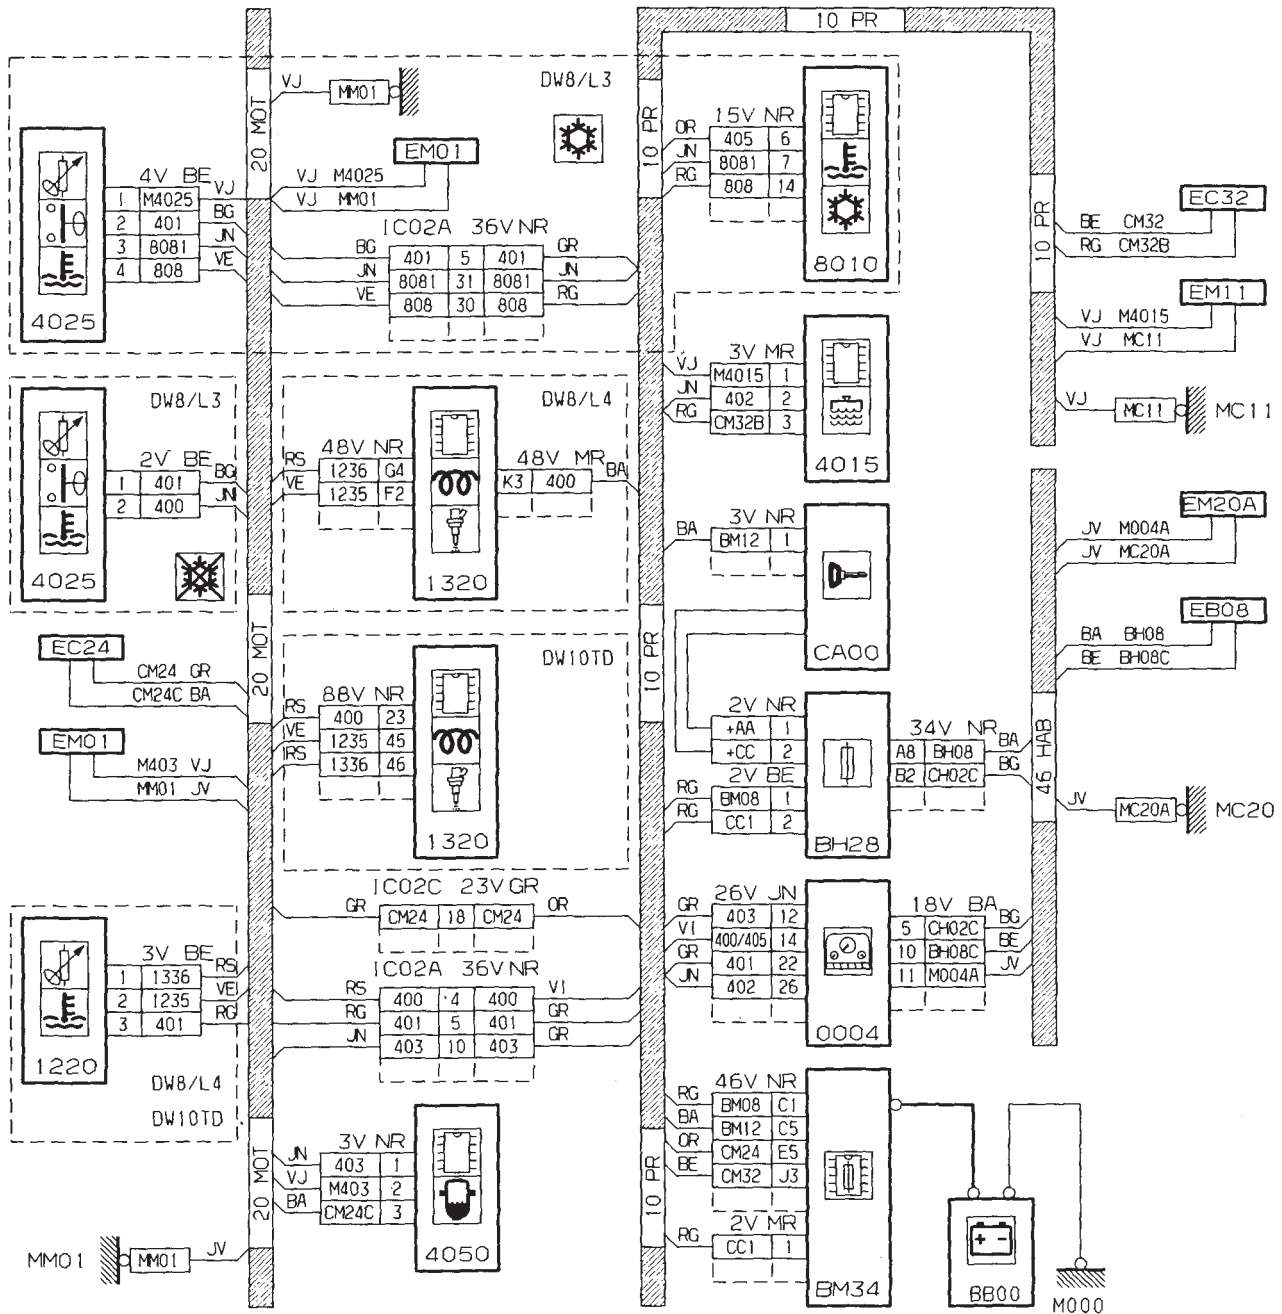 10 PR
VJ MM01
DW8/L3
20 MOT
EM01
VJ M4025
VJ MM01
4V BE
1 M4025 VJ
2 401 BG
3 8081 JN
4 808 VE
4025
IC02A 36V NR
BG 401 5 401 GR
JN 8081 31 8081 JN
VE 808 30 808 RG
10 PR
15V NR
OR 405 6
JN 8081 7
RG 808 14
8010
10 PR
EC32
BE CM32
RG CM32B
EM11
VJ M4015
VJ MC11
VJ MC11 MC11
3V MR
VJ M4015 1
JN 402 2
RG CM32B 3
4015
DW8/L3
2V BE
1 401 BG
2 400 JN
4025
DW8/L4
48V NR
RS 1236 G4
VE 1235 F2
48V MR
K3 400 BA
1320
3V NR
BA BM12 1
CA00
EM20A
JV M004A
JV MC20A
EB08
BA BH08
BE BH08C
EC24
CM24 GR
CM24C BA
EM01
M403 VJ
MM01 JV
20 MOT
DW10TD
88V NR
RS 400 23
VE 1235 45
RS 1336 46
1320
10 PR
2V NR
+AA 1
+CC 2
2V BE
RG BM08 1
RG CC1 2
BH28
34V NR
A8 BH08 BA
B2 CH02C BG
46 HAB
JV MC20A MC20
IC02C 23V GR
GR CM24 18 CM24 OR
IC02A 36V NR
RS 400 4 400 VI
RG 401 5 401 GR
JN 403 10 403 GR
3V BE
1 1336 RS
2 1235 VE
3 401 RG
1220
DW8/L4
DW10TD
26V JN
GR 403 12
VI 400/405 14
GR 401 22
JN 402 26
0004
18V BA
5 CH02C BG
10 BH08C BE
11 M004A JV
20 MOT
3V NR
JN 403 1
VJ M403 2
BA CM24C 3
4050
MM01 MM01 JV
10 PR
46V NR
RG BM08 C1
BA BM12 C5
OR CM24 E5
BE CM32 J3
2V MR
RG CC1 1
BM34
+ -
BB00
M000